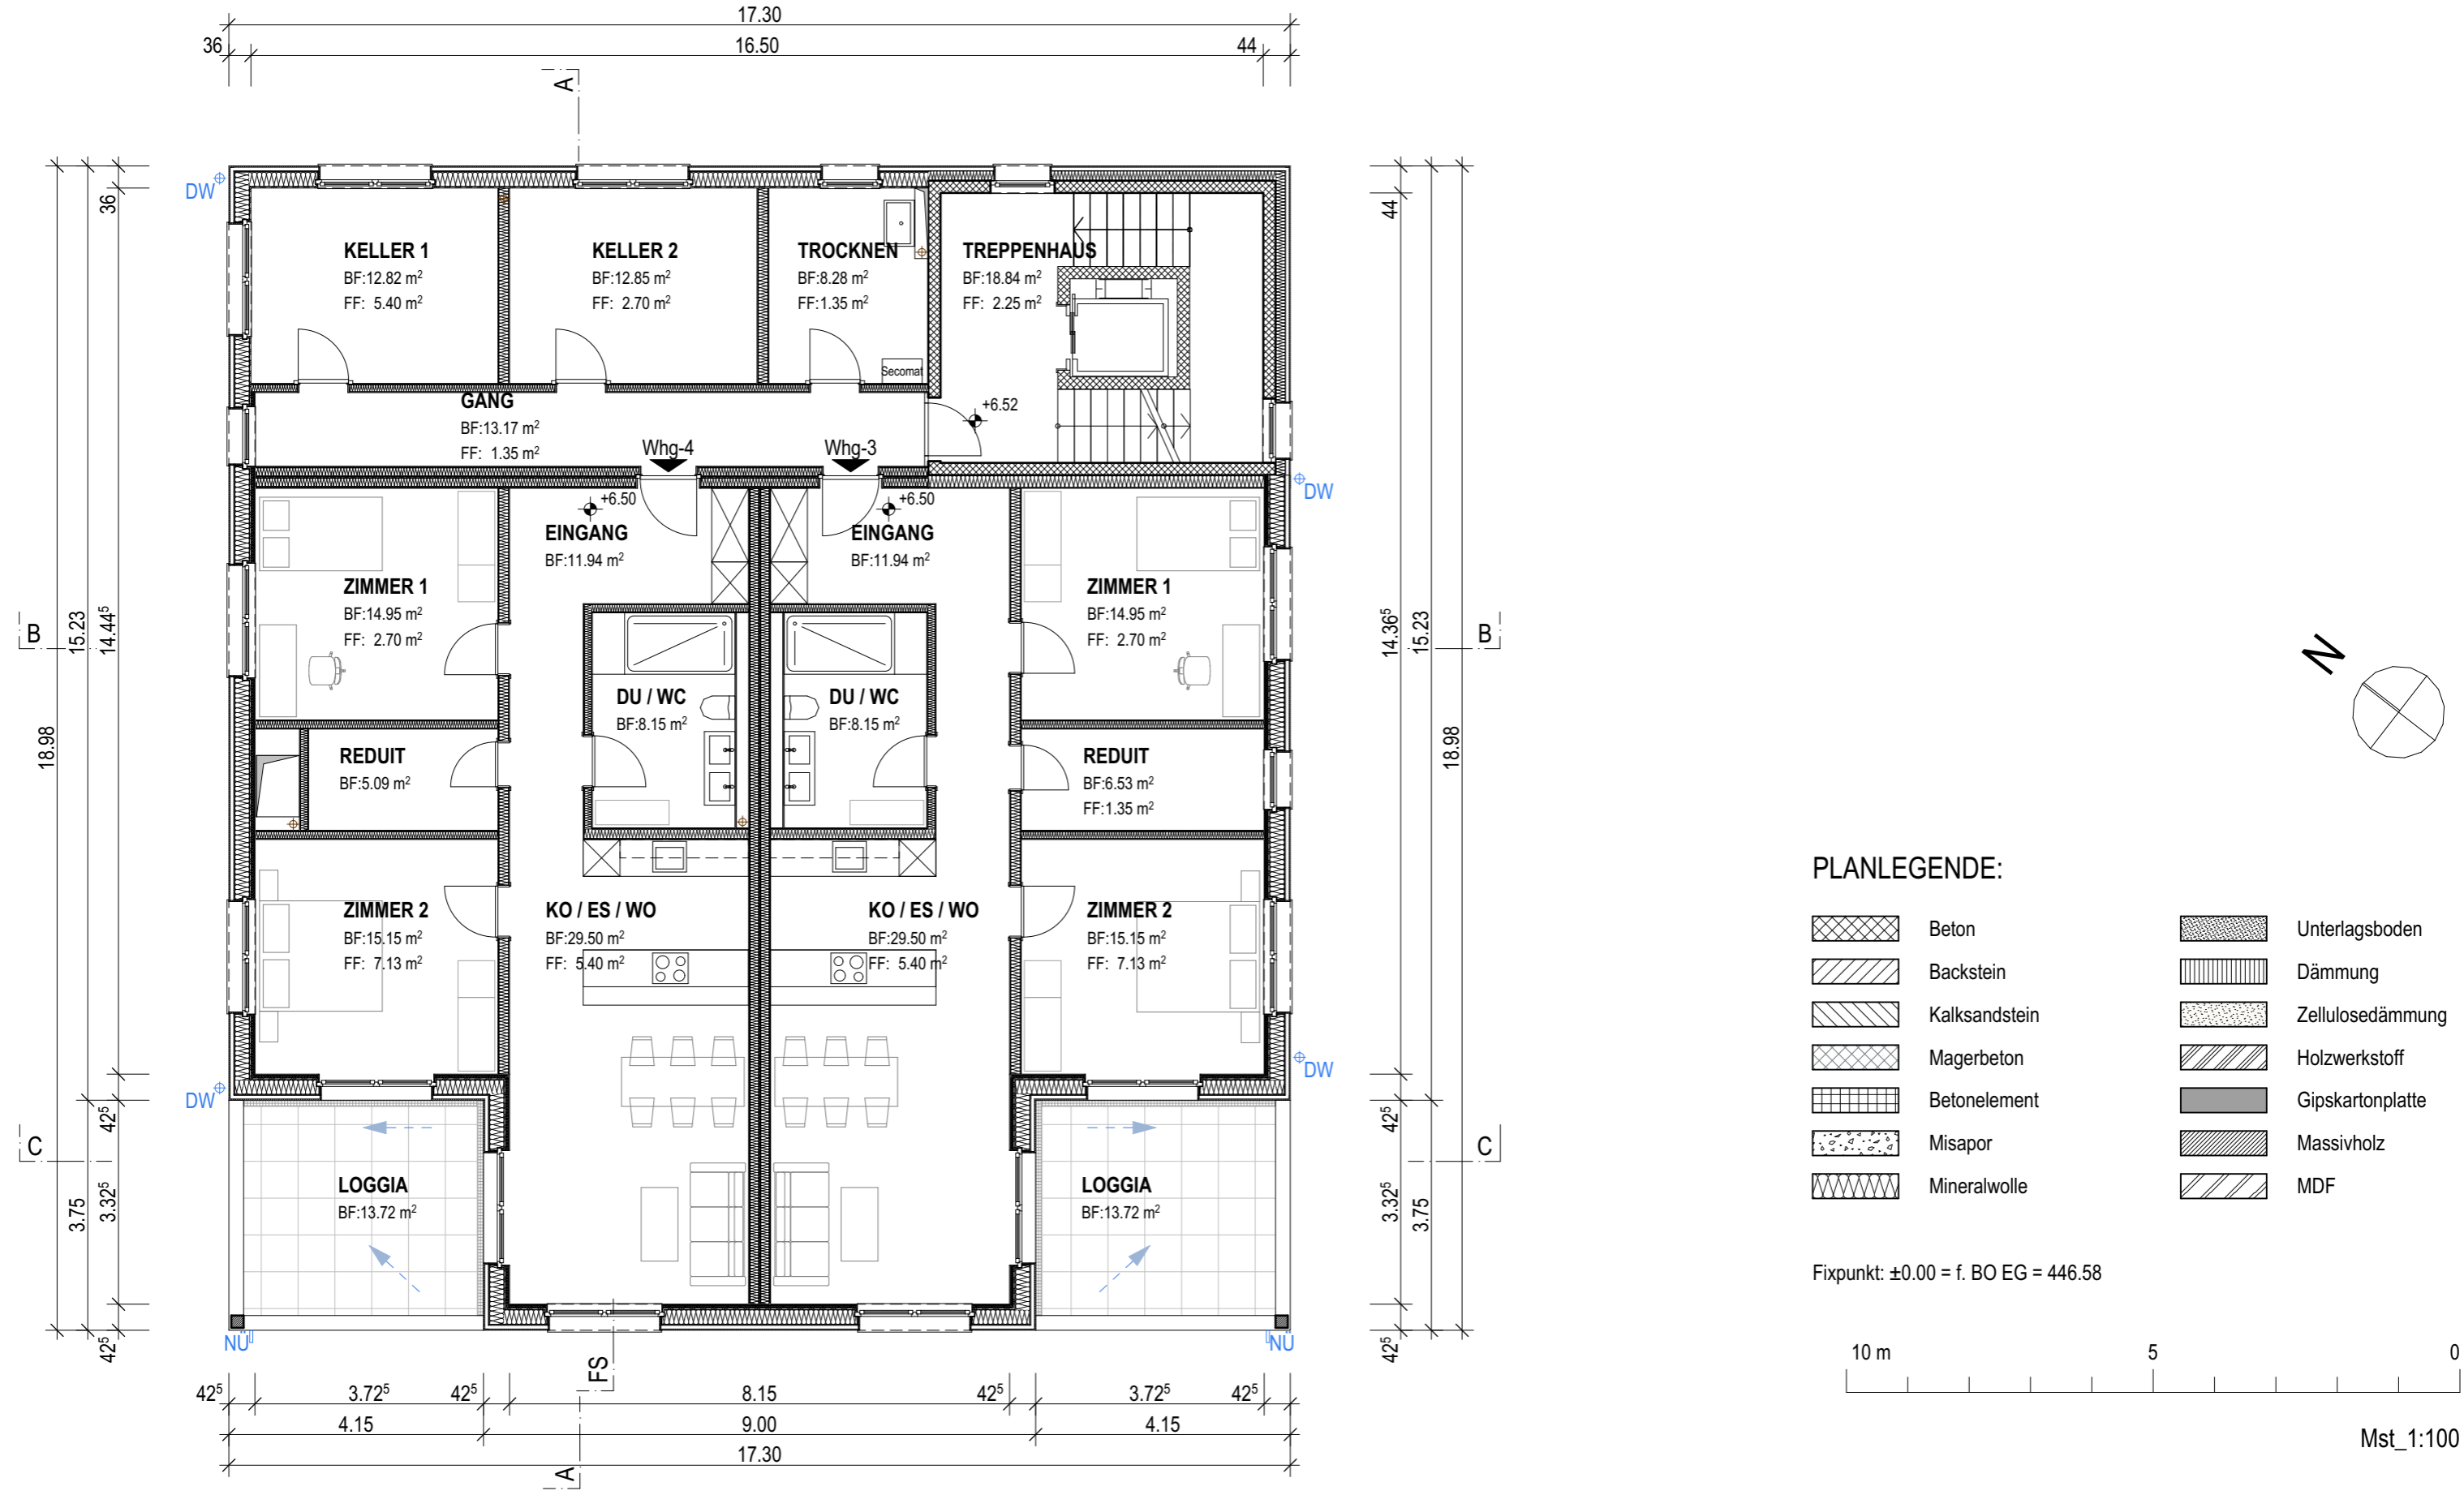 17.30
36
16.50
44
A
DW
KELLER 1
BF:12.82 m²
FF: 5.40 m²
KELLER 2
BF:12.85 m²
FF: 2.70 m²
TROCKNEN
BF:8.28 m²
FF:1.35 m²
Secomat
TREPPENHAUS
BF:18.84 m²
FF: 2.25 m²
+6.52
GANG
BF:13.17 m²
FF: 1.35 m²
Whg-4
Whg-3
DW
+6.50
EINGANG
BF:11.94 m²
+6.50
EINGANG
BF:11.94 m²
ZIMMER 1
BF:14.95 m²
FF: 2.70 m²
ZIMMER 1
BF:14.95 m²
FF: 2.70 m²
B
B
DU / WC
BF:8.15 m²
DU / WC
BF:8.15 m²
REDUIT
BF:5.09 m²
REDUIT
BF:6.53 m²
FF:1.35 m²
ZIMMER 2
BF:15.15 m²
FF: 7.13 m²
KO / ES / WO
BF:29.50 m²
FF: 5.40 m²
KO / ES / WO
BF:29.50 m²
FF: 5.40 m²
ZIMMER 2
BF:15.15 m²
FF: 7.13 m²
DW
DW
C
C
LOGGIA
BF:13.72 m²
LOGGIA
BF:13.72 m²
NÜ
NÜ
FS
A
36
14.44⁵
15.23
18.98
42⁵
3.32⁵
3.75
42⁵
44
14.36⁵
15.23
18.98
42⁵
3.32⁵
3.75
42⁵
42⁵
3.72⁵
42⁵
8.15
42⁵
3.72⁵
42⁵
4.15
9.00
4.15
17.30
N
PLANLEGENDE:
Beton
Backstein
Kalksandstein
Magerbeton
Betonelement
Misapor
Mineralwolle
Unterlagsboden
Dämmung
Zellulosedämmung
Holzwerkstoff
Gipskartonplatte
Massivholz
MDF
Fixpunkt: ±0.00 = f. BO EG = 446.58
10 m
5
0
Mst_1:100